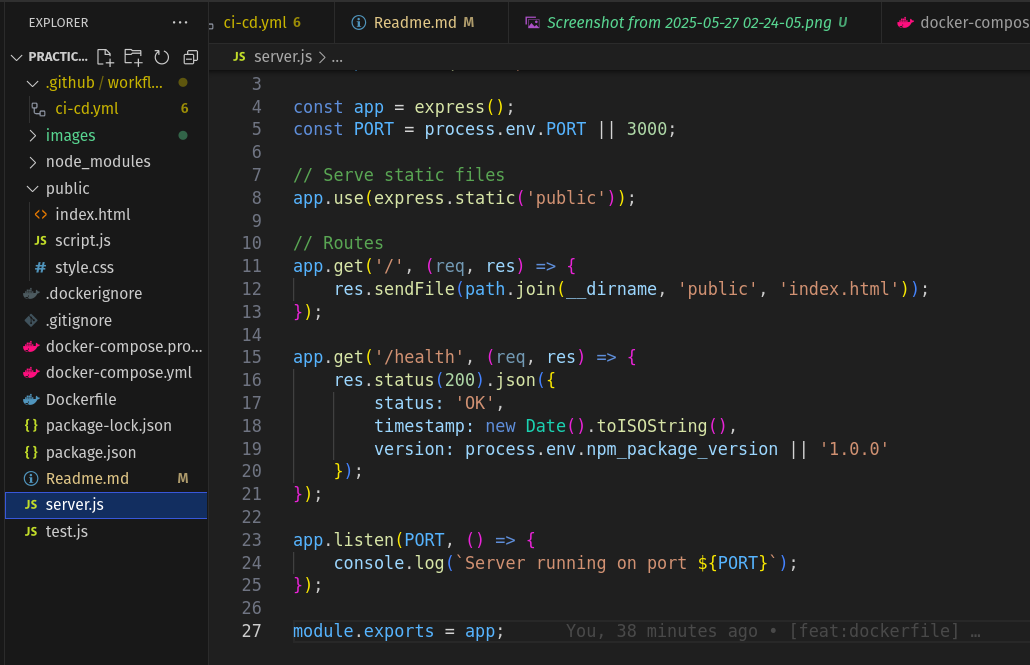 EXPLORER ...
ci-cd.yml 6 Readme.md M Screenshot from 2025-05-27 02-24-05.png U docker-compos
PRACTIC...
JS server.js > ...
.github / workfl...
ci-cd.yml 6
images
node_modules
public
<> index.html
JS script.js
# style.css
.dockerignore
.gitignore
docker-compose.pro...
docker-compose.yml
Dockerfile
{} package-lock.json
{} package.json
Readme.md M
JS server.js
JS test.js
3
4 const app = express();
5 const PORT = process.env.PORT || 3000;
6
7 // Serve static files
8 app.use(express.static('public'));
9
10 // Routes
11 app.get('/', (req, res) => {
12 res.sendFile(path.join(__dirname, 'public', 'index.html'));
13 });
14
15 app.get('/health', (req, res) => {
16 res.status(200).json({
17 status: 'OK',
18 timestamp: new Date().toISOString(),
19 version: process.env.npm_package_version || '1.0.0'
20 });
21 });
22
23 app.listen(PORT, () => {
24 console.log(`Server running on port ${PORT}`);
25 });
26
27 module.exports = app; You, 38 minutes ago • [feat:dockerfile] …